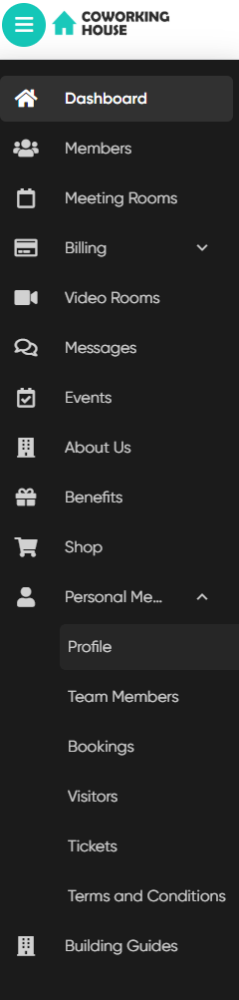 COWORKING
HOUSE
Dashboard
Members
Meeting Rooms
Billing
Video Rooms
Messages
Events
About Us
Benefits
Shop
Personal Me...
Profile
Team Members
Bookings
Visitors
Tickets
Terms and Conditions
Building Guides